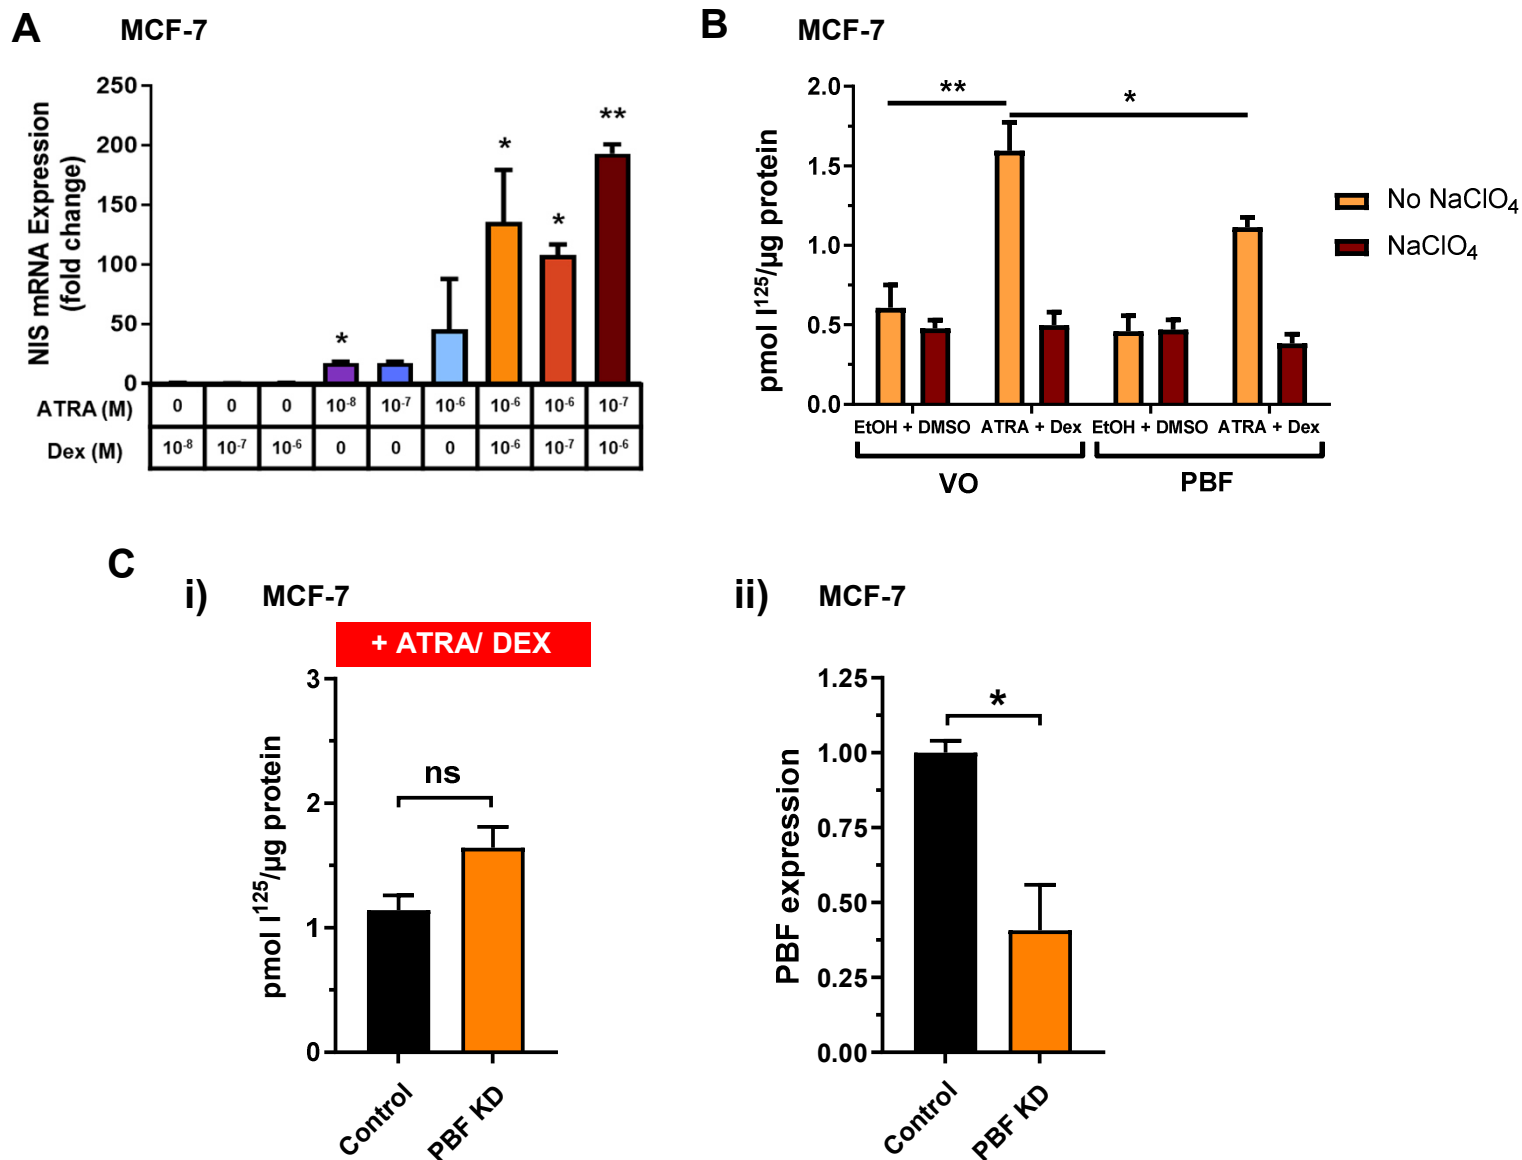 A MCF-7
NIS mRNA Expression
(fold change)
250
200
150
100
50
0
* * * **
ATRA (M) 0 0 0 10-8 10-7 10-6 10-6 10-6 10-7
Dex (M) 10-8 10-7 10-6 0 0 0 10-6 10-7 10-6
B MCF-7
pmol I125/µg protein
2.0
1.5
1.0
0.5
0.0
** *
No NaClO4
NaClO4
EtOH + DMSO ATRA + Dex EtOH + DMSO ATRA + Dex
VO PBF
C
i) MCF-7
+ ATRA/ DEX
pmol I125/µg protein
3
2
1
0
ns
Control PBF KD
ii) MCF-7
PBF expression
1.25
1.00
0.75
0.50
0.25
0.00
*
Control PBF KD